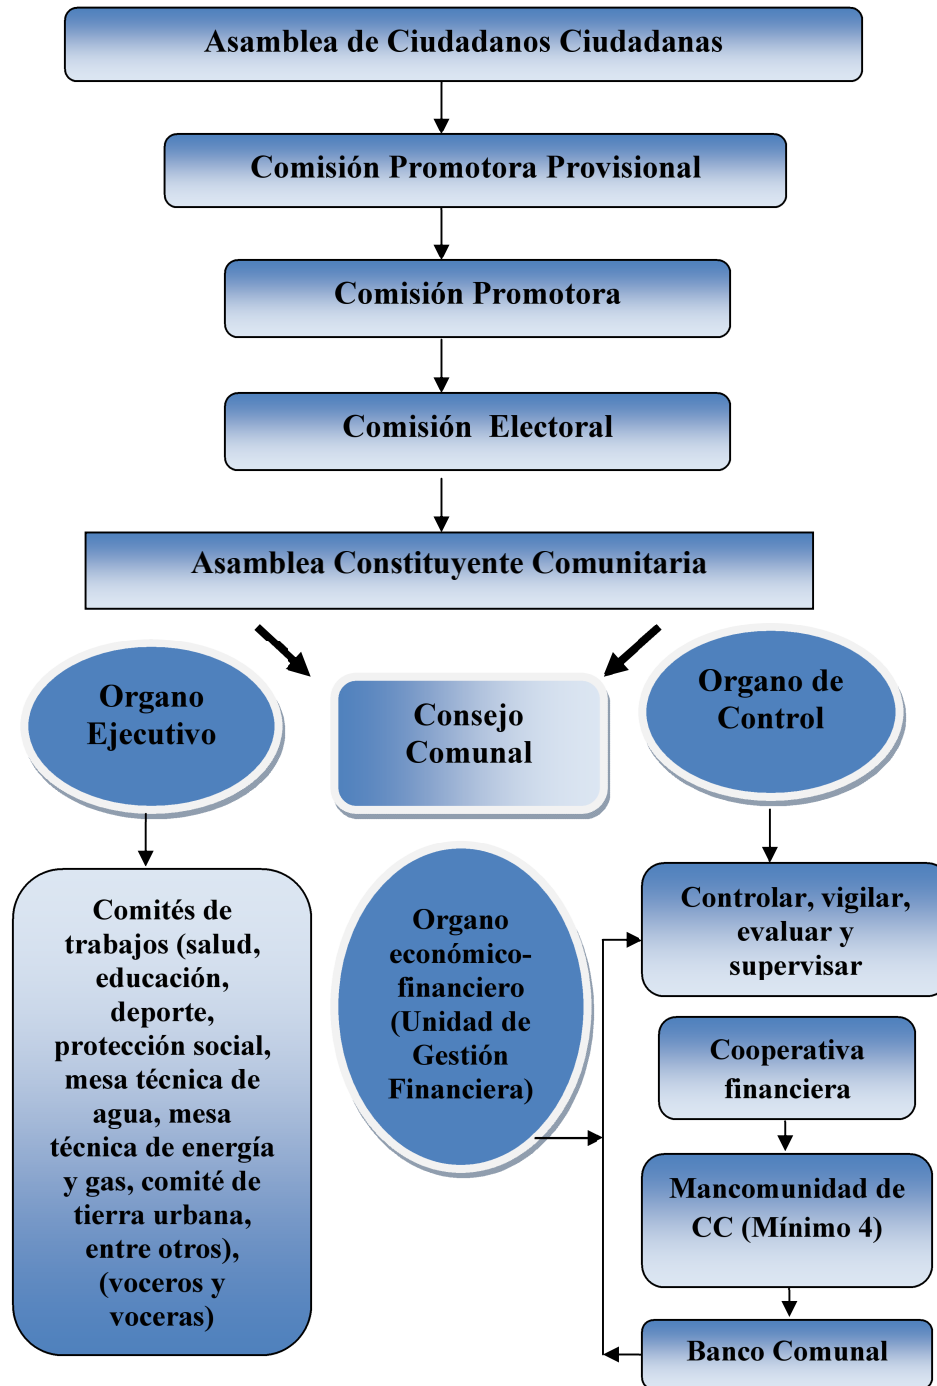 Asamblea de Ciudadanos Ciudadanas
Comisión Promotora Provisional
Comisión Promotora
Comisión Electoral
Asamblea Constituyente Comunitaria
Organo
Ejecutivo
Consejo
Comunal
Organo de
Control
Comités de
trabajos (salud,
educación,
deporte,
protección social,
mesa técnica de
agua, mesa
técnica de energía
y gas, comité de
tierra urbana,
entre otros),
(voceros y
voceras)
Organo
económico-
financiero
(Unidad de
Gestión
Financiera)
Controlar, vigilar,
evaluar y
supervisar
Cooperativa
financiera
Mancomunidad de
CC (Mínimo 4)
Banco Comunal